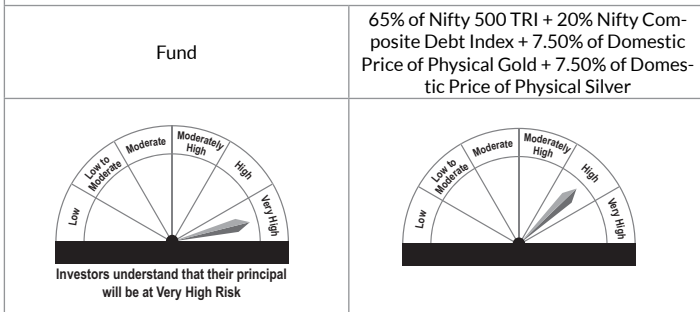 Fund
65% of Nifty 500 TRI + 20% Nifty Com-
posite Debt Index + 7.50% of Domestic
Price of Physical Gold + 7.50% of Domes-
tic Price of Physical Silver
Low
Low to
Moderate
Moderate
Moderately
High
High
Very High
Investors understand that their principal
will be at Very High Risk
Low
Low to
Moderate
Moderate
Moderately
High
High
Very High